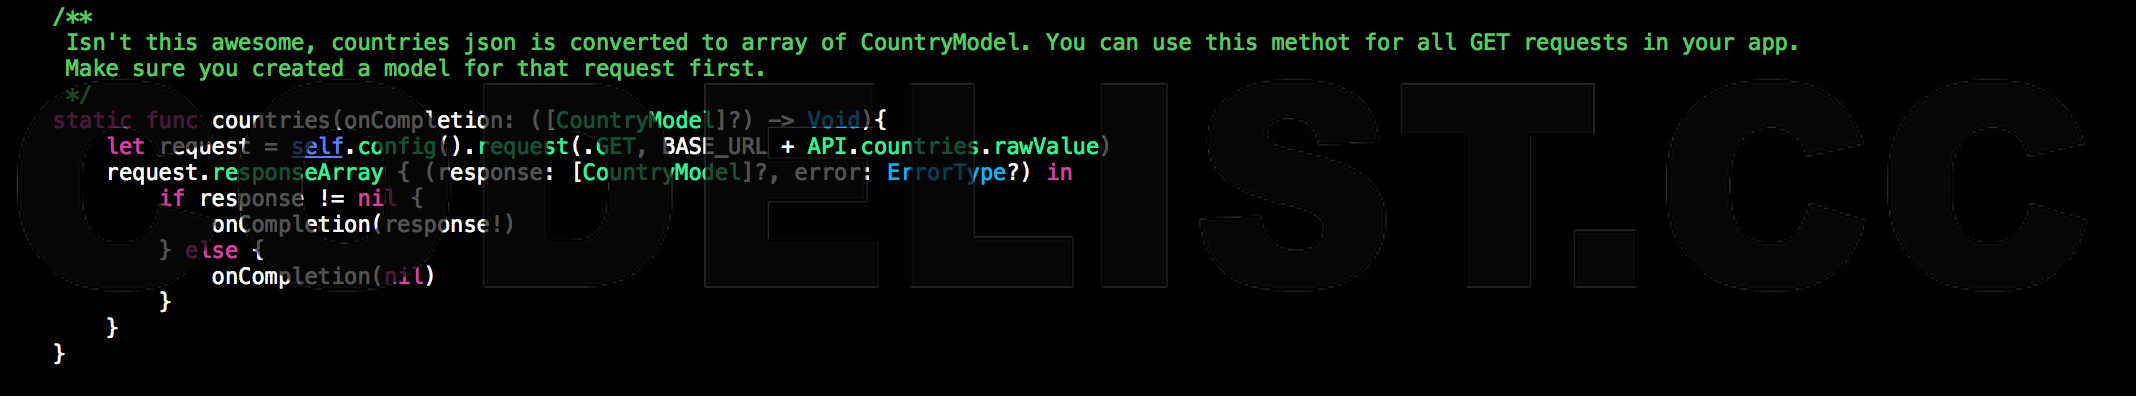 /**
Isn't this awesome, countries json is converted to array of CountryModel. You can use this methot for all GET requests in your app.
Make sure you created a model for that request first.
*/
static func countries(onCompletion: ([CountryModel]?) -> Void){
let request = self.config().request(.GET, BASE_URL + API.countries.rawValue)
request.responseArray { (response: [CountryModel]?, error: ErrorType?) in
if response != nil {
onCompletion(response!)
} else {
onCompletion(nil)
}
}
}
CODELIST.CC